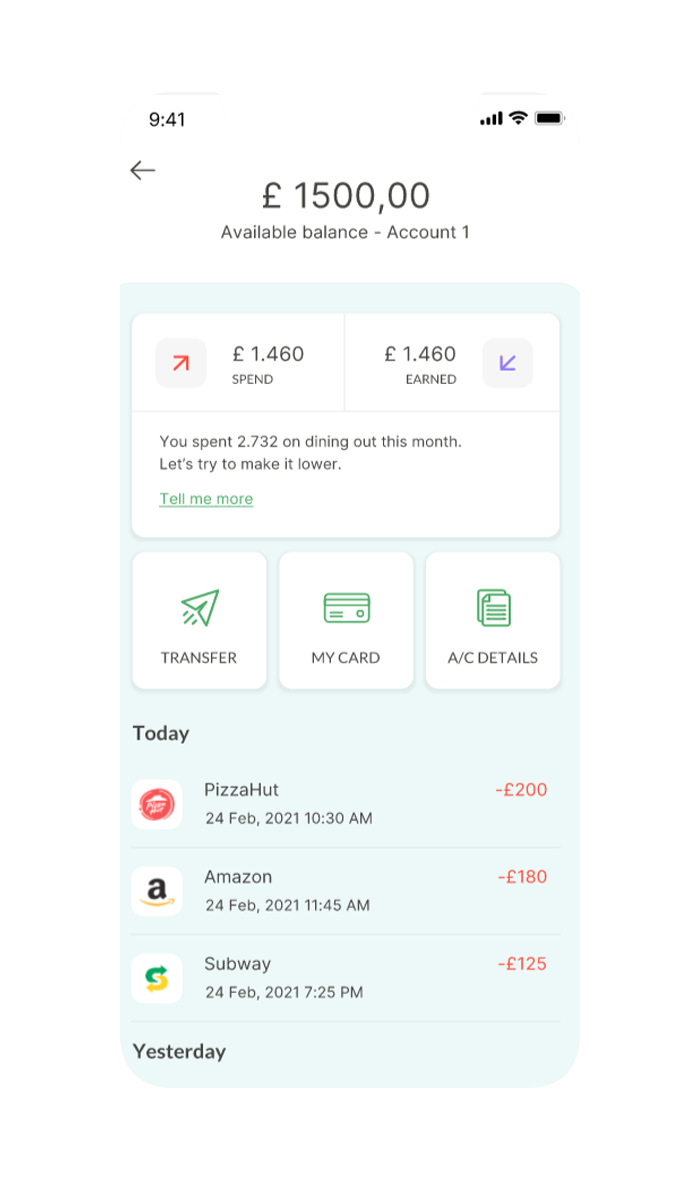 9:41
£ 1500,00
Available balance - Account 1
£ 1.460
SPEND
£ 1.460
EARNED
You spent 2.732 on dining out this month.
Let's try to make it lower.
Tell me more
TRANSFER
MY CARD
A/C DETAILS
Today
Pizza
Hut
PizzaHut
-£200
24 Feb, 2021 10:30 AM
a
Amazon
-£180
24 Feb, 2021 11:45 AM
S
Subway
-£125
24 Feb, 2021 7:25 PM
Yesterday